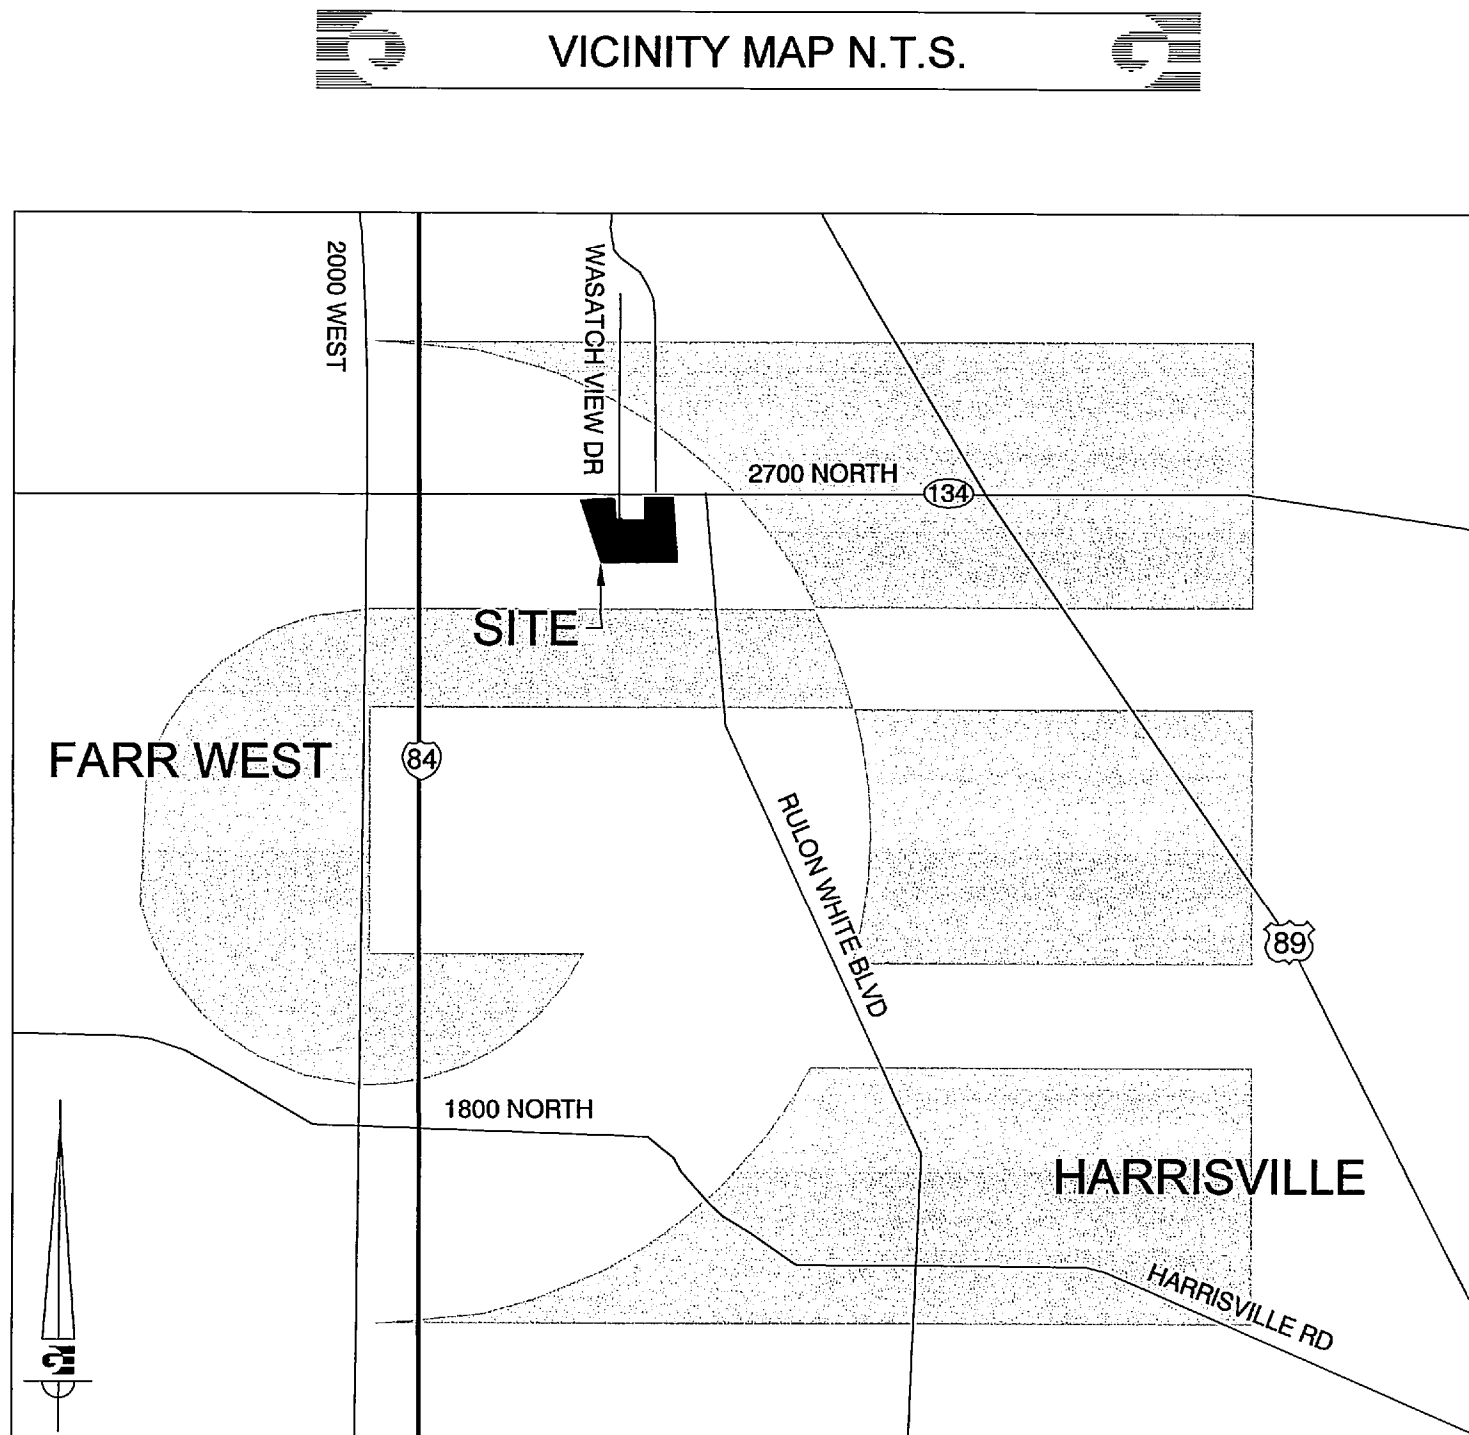 VICINITY MAP N.T.S.
2000 WEST
WASATCH VIEW DR
2700 NORTH
134
SITE
FARR WEST
84
RULON WHITE BLVD
89
1800 NORTH
HARRISVILLE
HARRISVILLE RD